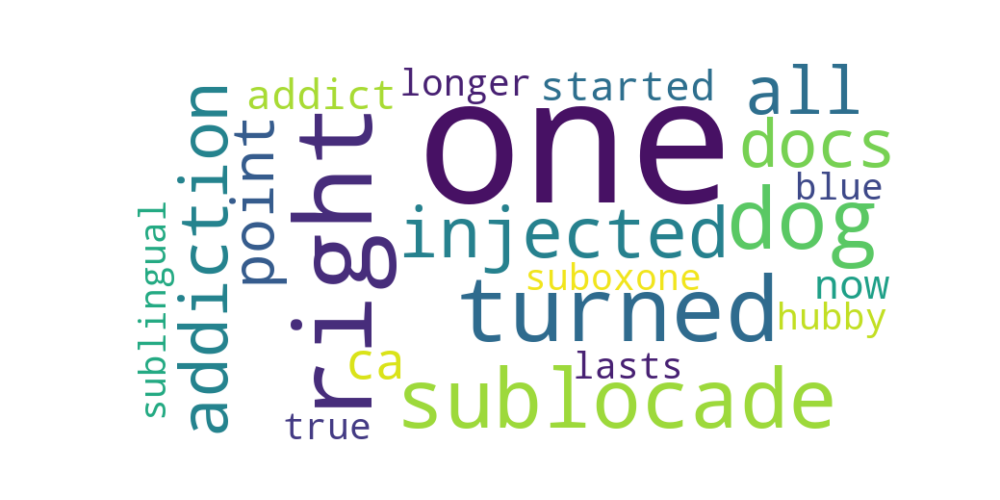 addict
longer
started
all
one
docs
right
point
addiction
blue
dog
injected
sublingual
suboxone
now
turned
hubby
ca
lasts
sublocade
true